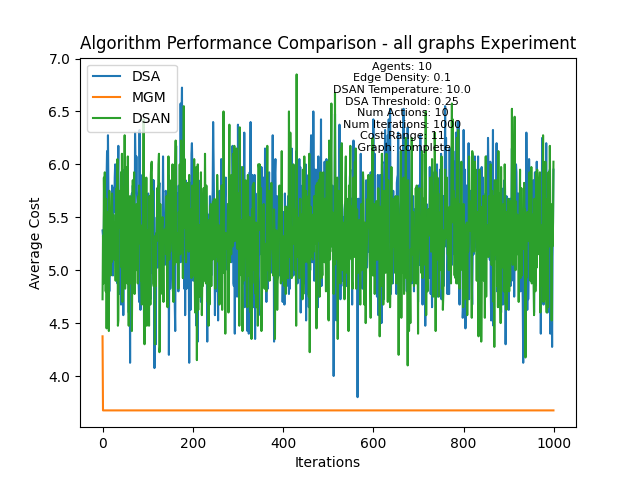 Algorithm Performance Comparison - all graphs Experiment
DSA
MGM
DSAN
Agents: 10
Edge Density: 0.1
DSAN Temperature: 10.0
DSA Threshold: 0.25
Num Actions: 10
Num Iterations: 1000
Cost Range: 11
Graph: complete
Average Cost
7.0
6.5
6.0
5.5
5.0
4.5
4.0
0
200
400
600
800
1000
Iterations